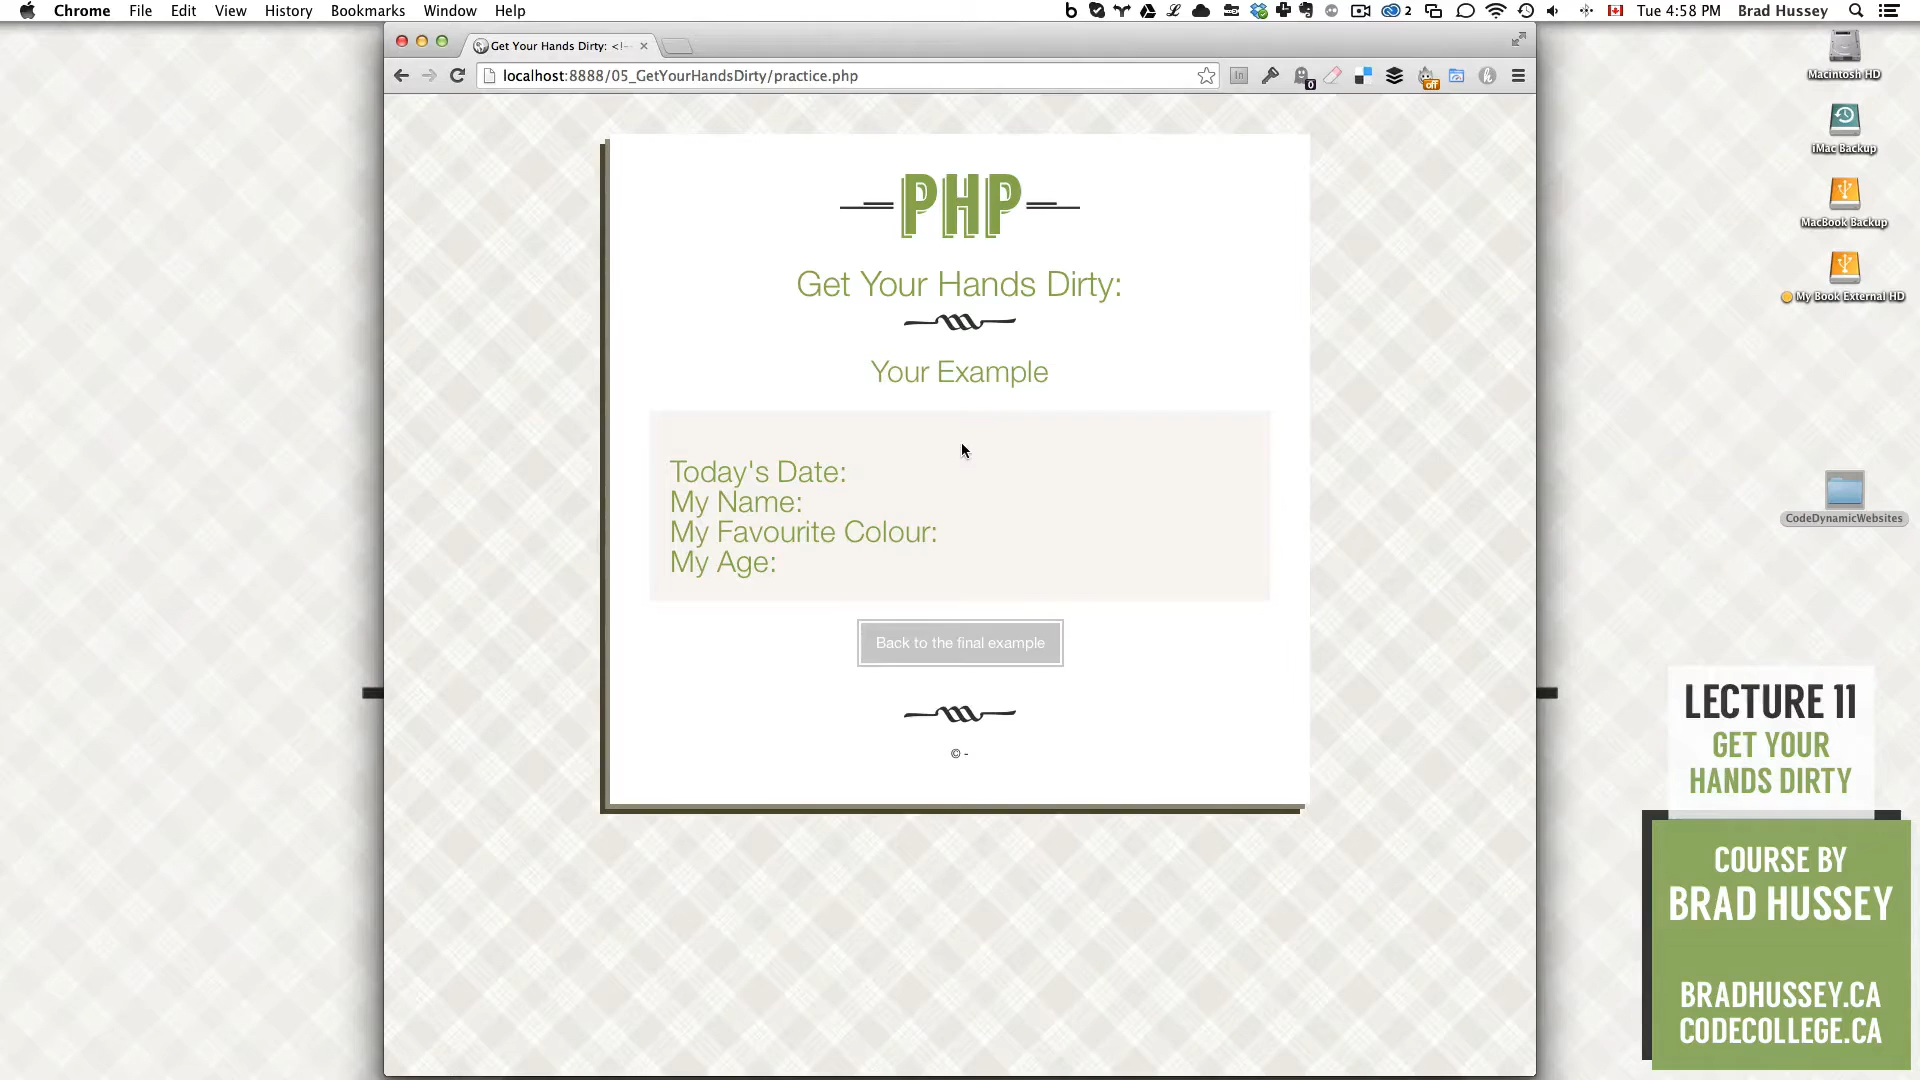 Chrome File Edit View History Bookmarks Window Help
2 Tue 4:58 PM Brad Hussey
Get Your Hands Dirty: <!-
localhost:8888/05_GetYourHandsDirty/practice.php
0
off
PHP
Get Your Hands Dirty:
Your Example
Today's Date:
My Name:
My Favourite Colour:
My Age:
Back to the final example
© -
Macintosh HD
iMac Backup
MacBook Backup
My Book External HD
CodeDynamicWebsites
LECTURE 11
GET YOUR
HANDS DIRTY
COURSE BY
BRAD HUSSEY
BRADHUSSEY.CA
CODECOLLEGE.CA